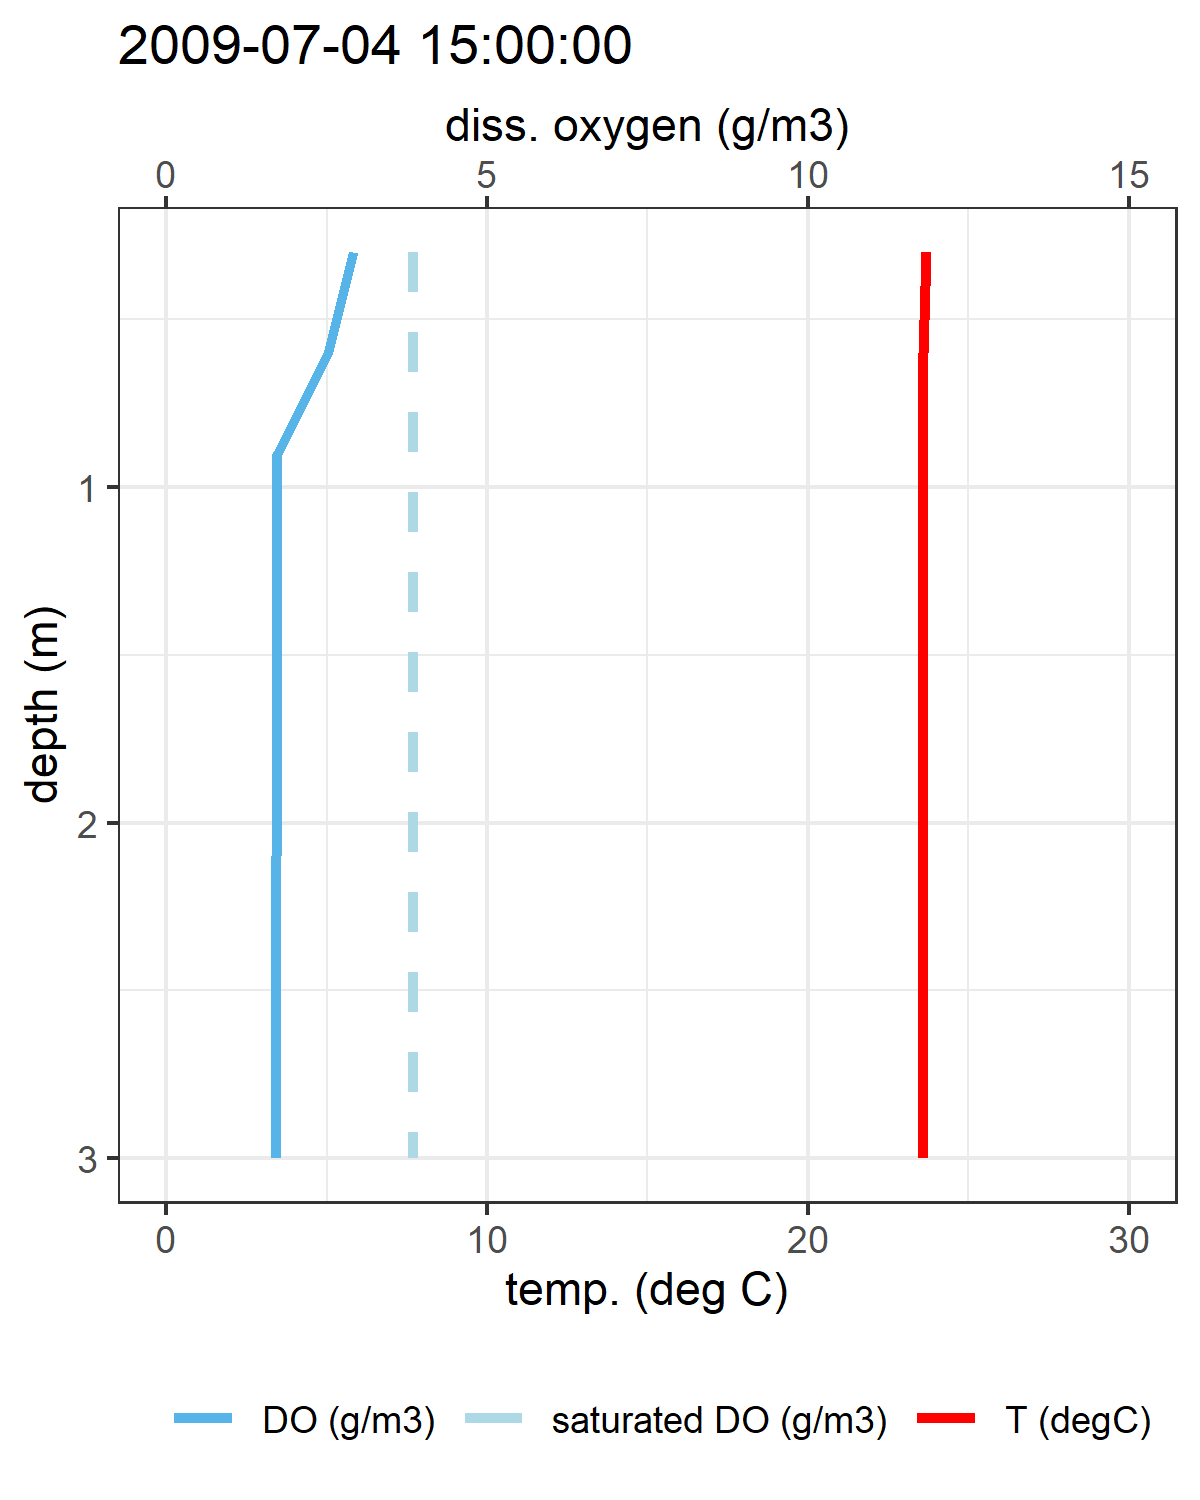 2009-07-04 15:00:00
diss. oxygen (g/m3)
0 5 10 15
depth (m)
1
2
3
0 10 20 30
temp. (deg C)
DO (g/m3) saturated DO (g/m3) T (degC)